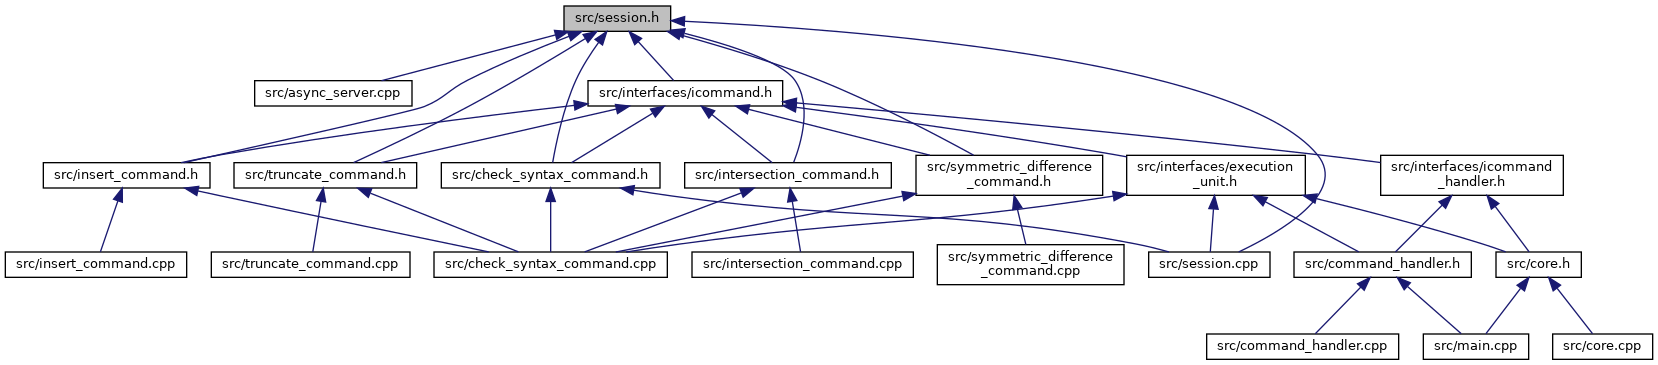 src/session.h
src/async_server.cpp
src/interfaces/icommand.h
src/insert_command.h
src/truncate_command.h
src/check_syntax_command.h
src/intersection_command.h
src/symmetric_difference
_command.h
src/interfaces/execution
_unit.h
src/interfaces/icommand
_handler.h
src/insert_command.cpp
src/truncate_command.cpp
src/check_syntax_command.cpp
src/intersection_command.cpp
src/symmetric_difference
_command.cpp
src/session.cpp
src/command_handler.h
src/core.h
src/command_handler.cpp
src/main.cpp
src/core.cpp